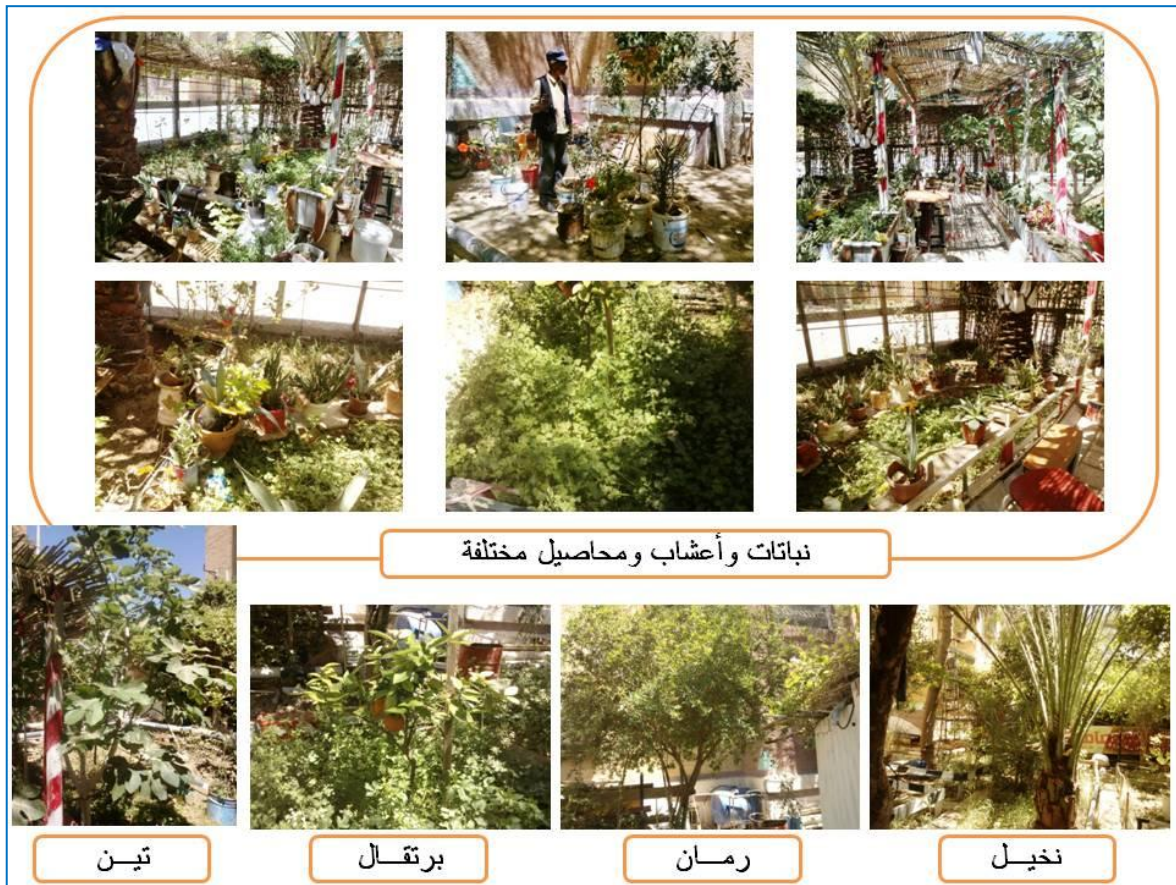 نباتات وأعشاب ومحاصيل مختلفة
نخيـل
رمـان
برتقـال
تيـن